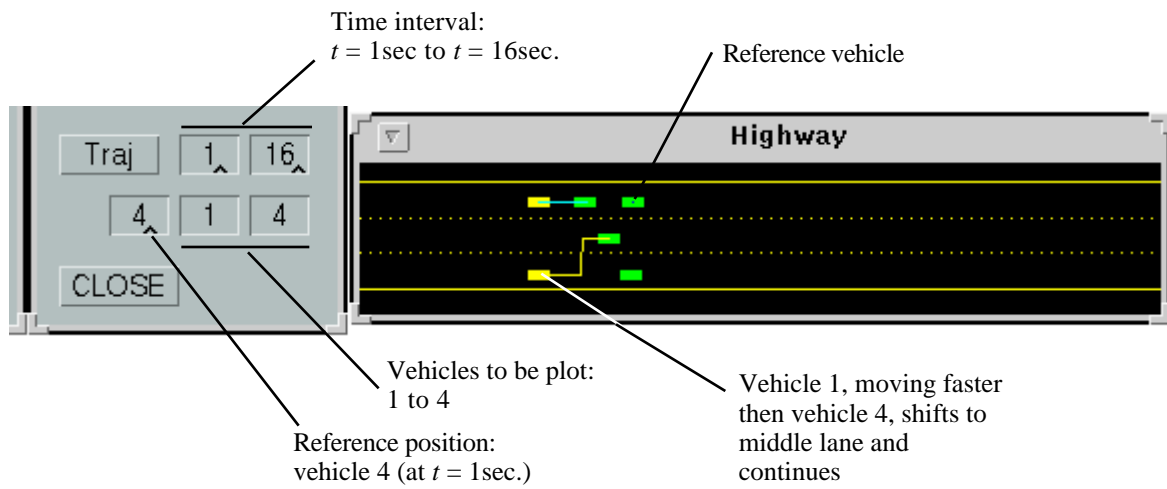 Time interval:
t = 1sec to t = 16sec.
Reference vehicle
Highway
Traj 1 16
4 1 4
CLOSE
Vehicles to be plot:
1 to 4
Reference position:
vehicle 4 (at t = 1sec.)
Vehicle 1, moving faster
then vehicle 4, shifts to
middle lane and
continues